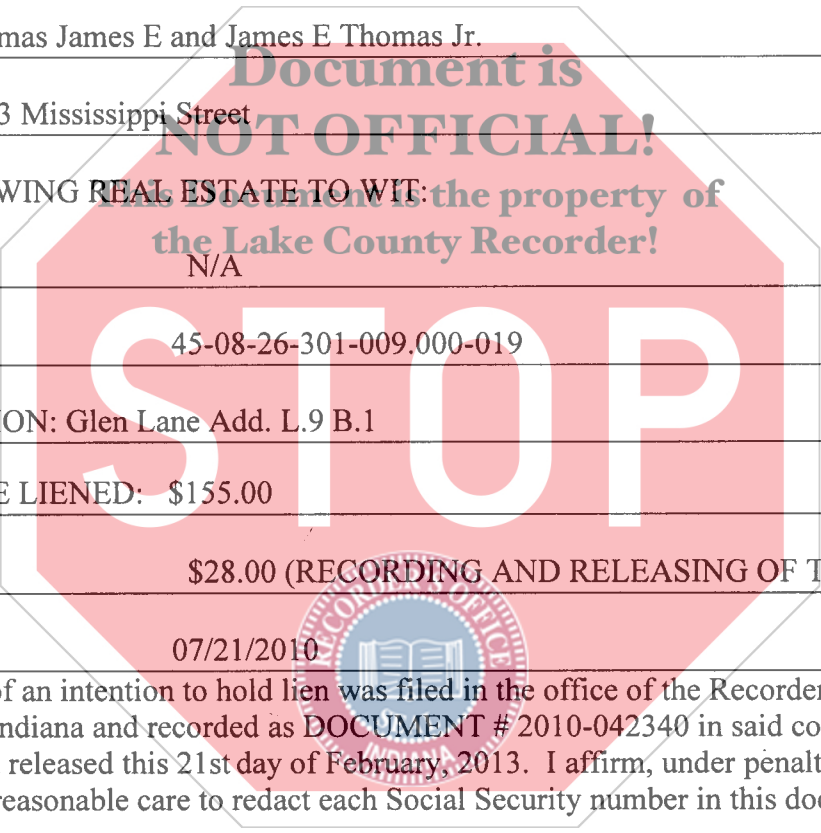 mas James E and James E Thomas Jr.
Document is
3 Mississippi Street
NOT OFFICIAL!
WING REAL ESTATE TO WIT:
This Document is the property of
the Lake County Recorder!
N/A
STOP
45-08-26-301-009.000-019
ON: Glen Lane Add. L.9 B.1
E LIENED: $155.00
$28.00 (RECORDING AND RELEASING OF T
RECORDER'S OFFICE
07/21/2010
of an intention to hold lien was filed in the office of the Recorder
ndiana and recorded as DOCUMENT # 2010-042340 in said co
INDIANA
released this 21st day of February, 2013. I affirm, under penalt
reasonable care to redact each Social Security number in this doc